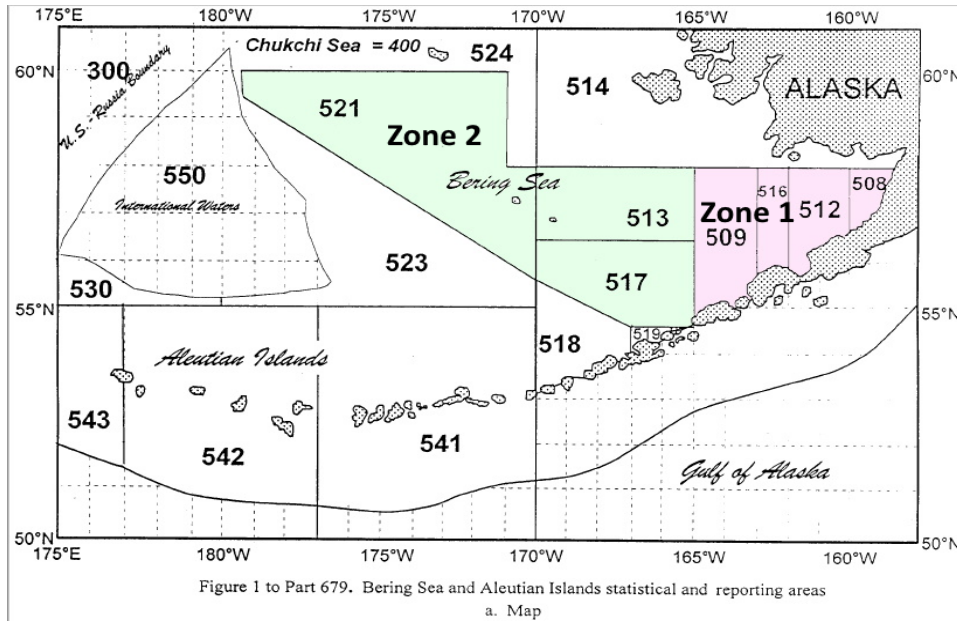 175°E 180°W 175°W 170°W 165°W 160°W
Chukchi Sea = 400
524
60°N
300
U.S.- Russia Boundary
514
ALASKA
60°N
521
Zone 2
550
International Waters
Bering Sea
513
Zone 1
509
516
512
508
523
517
530
55°N
518
519
55°N
Aleutian Islands
543
542
541
Gulf of Alaska
50°N
50°N
175°E 180°W 175°W 170°W 165°W 160°W
Figure 1 to Part 679. Bering Sea and Aleutian Islands statistical and reporting areas
a. Map